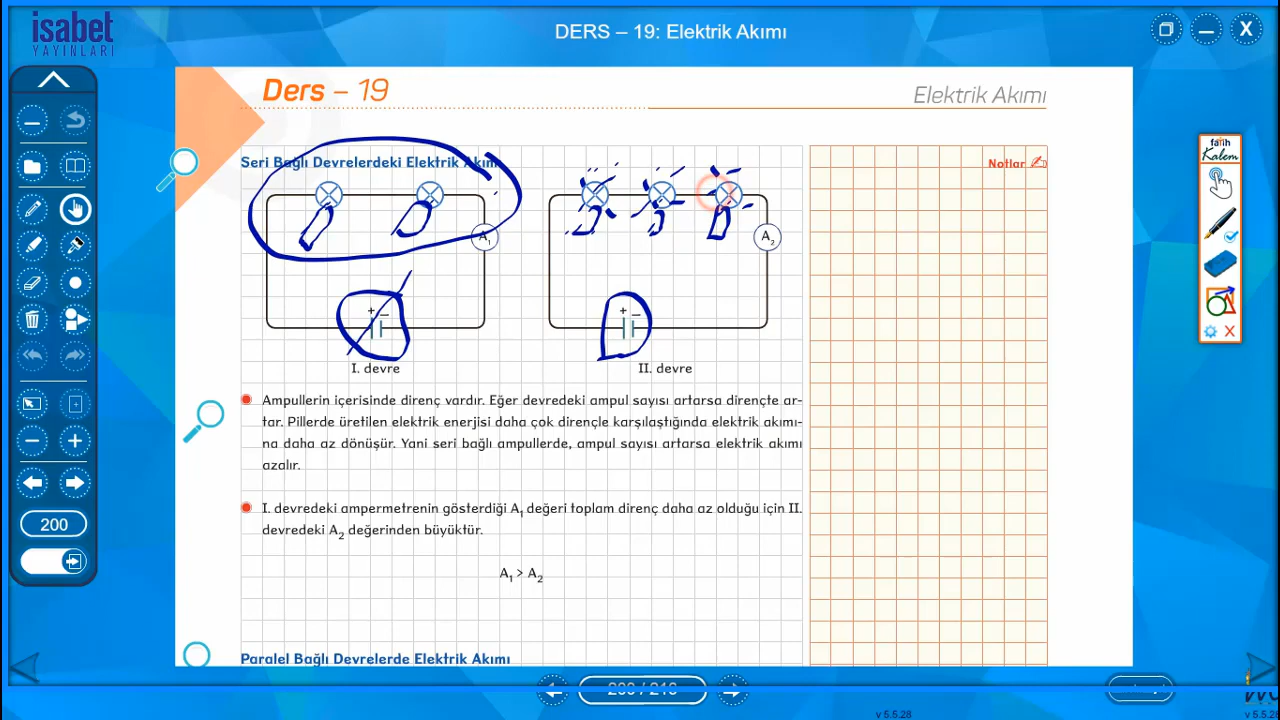 isabet
YAYINLARI
DERS – 19: Elektrik Akımı
X
Ders – 19
Elektrik Akımı
Seri Bağlı Devrelerdeki Elektrik Akımı
Notlar
fatih
Kalem
A1
A2
+ –
+ –
I. devre
II. devre
Ampullerin içerisinde direnç vardır. Eğer devredeki ampul sayısı artarsa dirençte ar-
tar. Pillerde üretilen elektrik enerjisi daha çok dirençle karşılaştığında elektrik akımı-
na daha az dönüşür. Yani seri bağlı ampullerde, ampul sayısı artarsa elektrik akımı
azalır.
I. devredeki ampermetrenin gösterdiği A1 değeri toplam direnç daha az olduğu için II.
devredeki A2 değerinden büyüktür.
A1 > A2
200
Paralel Bağlı Devrelerde Elektrik Akımı
v 5.5.28